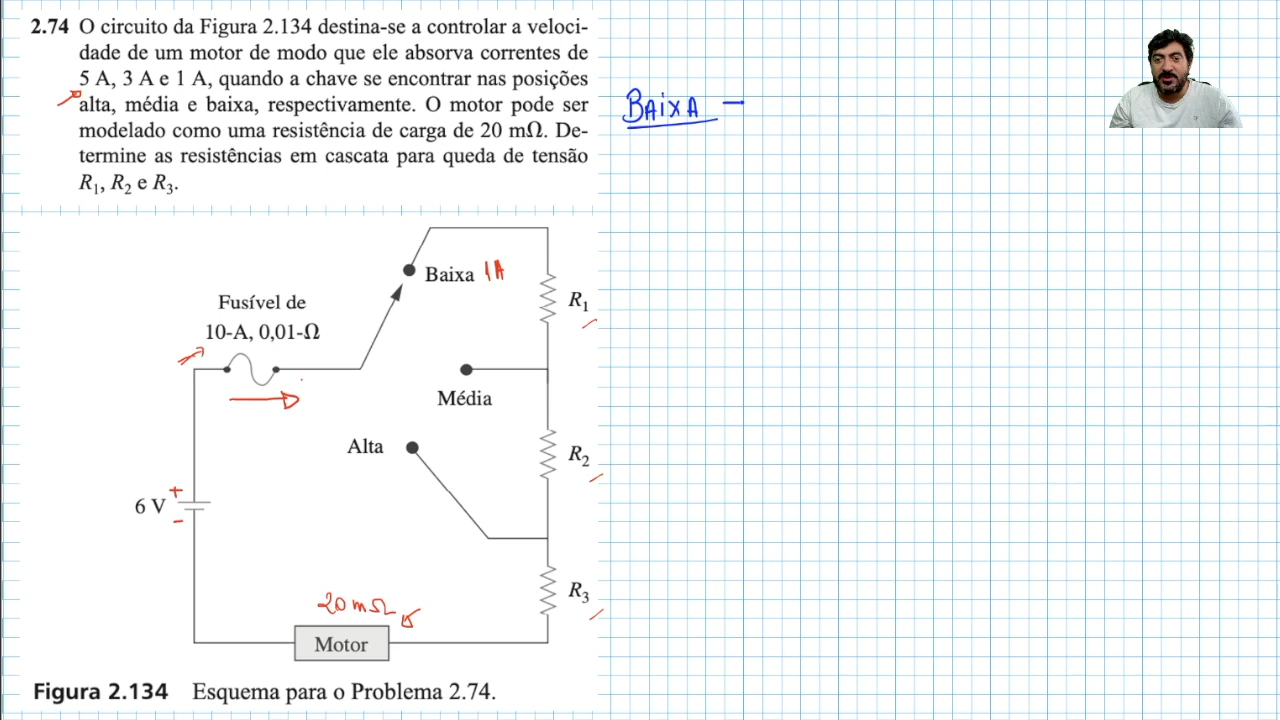 2.74 O circuito da Figura 2.134 destina-se a controlar a veloci-
dade de um motor de modo que ele absorva correntes de
5 A, 3 A e 1 A, quando a chave se encontrar nas posições
alta, média e baixa, respectivamente. O motor pode ser
modelado como uma resistência de carga de 20 mΩ. De-
termine as resistências em cascata para queda de tensão
R₁, R₂ e R₃.
BAIXA –
Baixa 1A
Fusível de
10-A, 0,01-Ω
R₁
Média
Alta
R₂
6 V
+
-
R₃
20 mΩ
Motor
Figura 2.134 Esquema para o Problema 2.74.